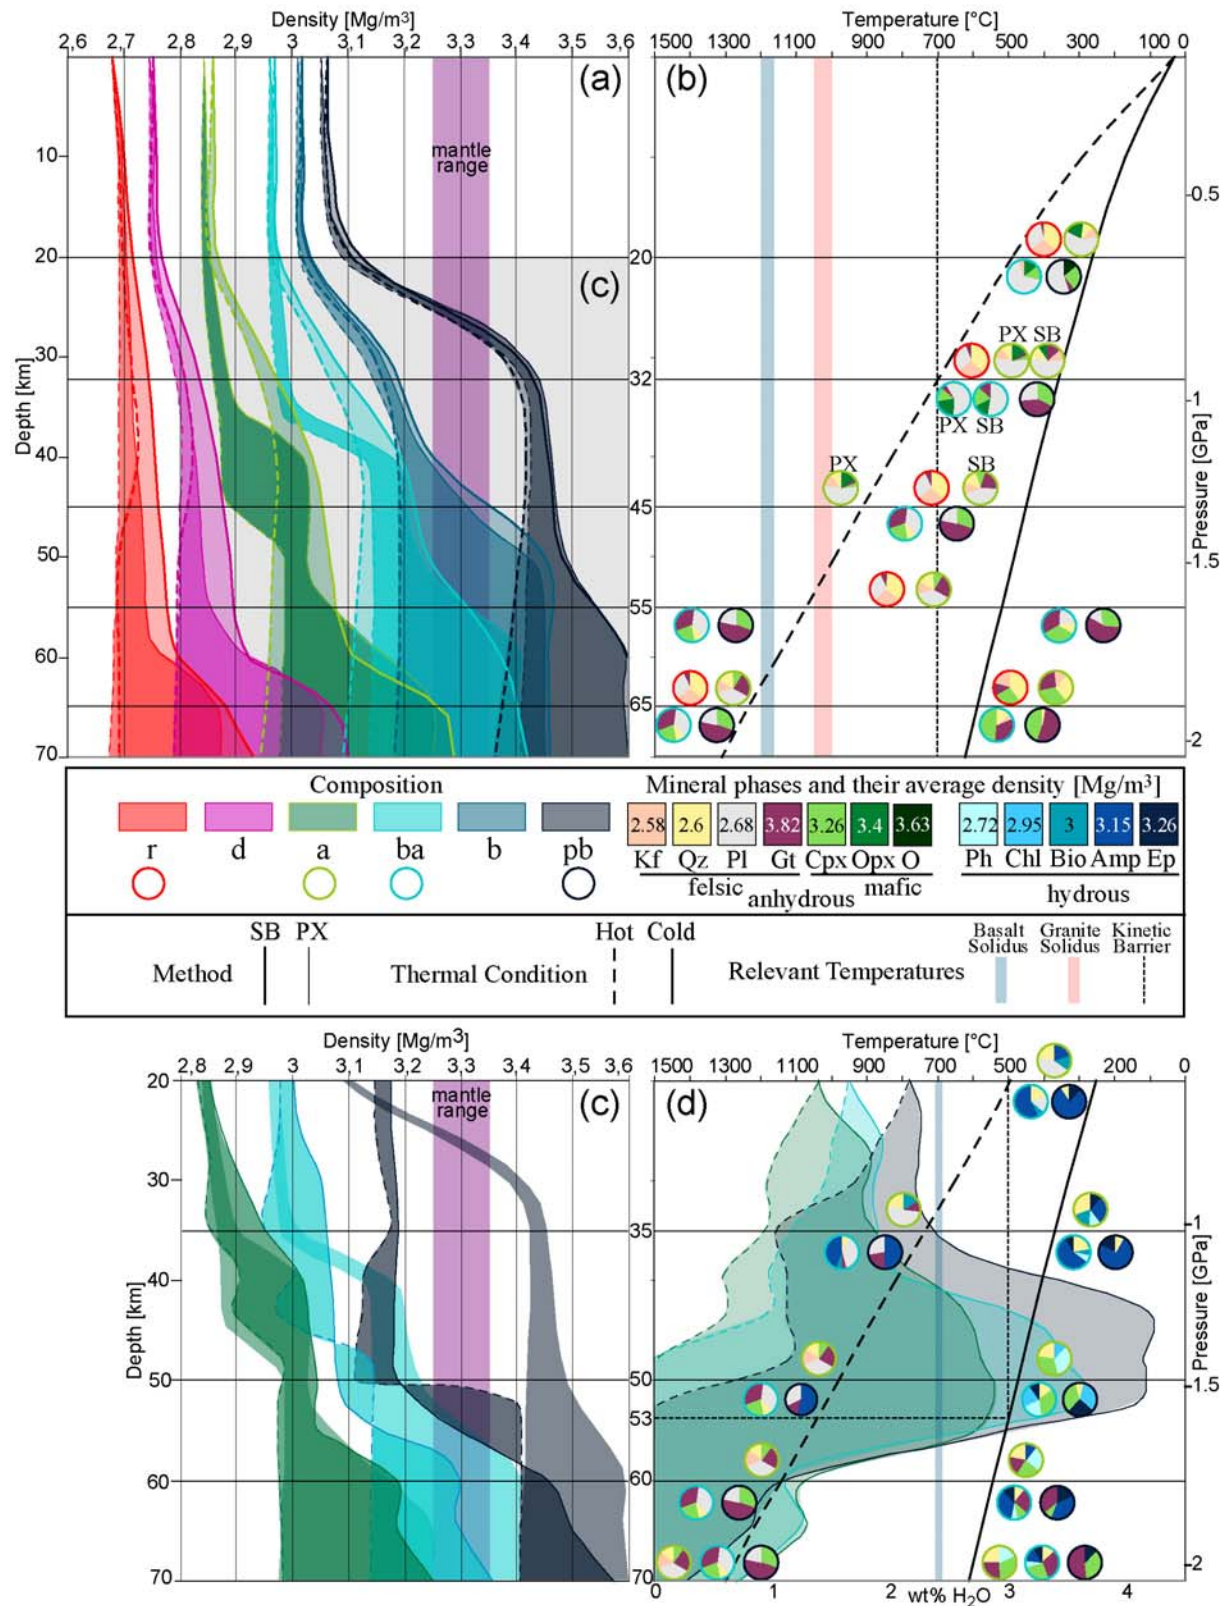 Density [Mg/m3]
2,6 2,7 2,8 2,9 3 3,1 3,2 3,3 3,4 3,5 3,6
Temperature [°C]
1500 1300 1100 900 700 500 300 100 0
(a)
(b)
mantle
range
10
20
30
40
50
60
70
Depth [km]
(c)
32
45
55
65
0.5
1
1.5
2
Pressure [GPa]
20
32
45
55
65
PX SB
PX SB
PX SB
Composition
r d a ba b pb
Mineral phases and their average density [Mg/m3]
2.58 2.6 2.68 3.82 3.26 3.4 3.63 2.72 2.95 3 3.15 3.26
Kf Qz Pl Gt Cpx Opx O Ph Chl Bio Amp Ep
felsic mafic
anhydrous hydrous
SB PX
Method
Hot Cold
Thermal Condition
Relevant Temperatures
Basalt Solidus
Granite Solidus
Kinetic Barrier
Density [Mg/m3]
2,8 2,9 3 3,1 3,2 3,3 3,4 3,5 3,6
Temperature [°C]
1500 1300 1100 900 700 500 300 100 0
(c)
(d)
mantle
range
20
30
35
40
50
60
70
Depth [km]
20
35
50
53
60
70
1
1.5
2
Pressure [GPa]
0 1 2 3 4
wt% H2O